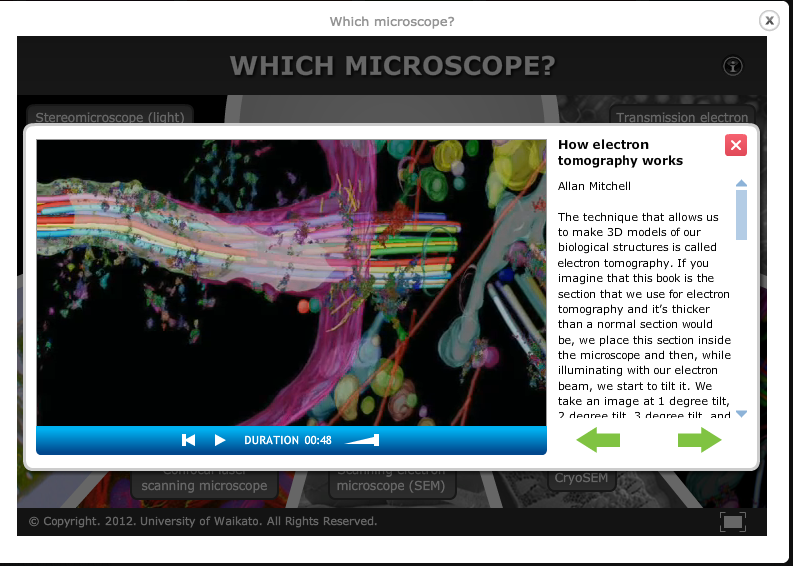 Which microscope?
WHICH MICROSCOPE?
Stereomicroscope (light)
Transmission electron
How electron
tomography works
Allan Mitchell
The technique that allows us
to make 3D models of our
biological structures is called
electron tomography. If you
imagine that this book is the
section that we use for electron
tomography and it's thicker
than a normal section would
be, we place this section inside
the microscope and then, while
illuminating with our electron
beam, we start to tilt it. We
take an image at 1 degree tilt,
2 degree tilt, 3 degree tilt, and
DURATION 00:48
Confocal laser
scanning microscope
Scanning electron
microscope (SEM)
CryoSEM
© Copyright. 2012. University of Waikato. All Rights Reserved.